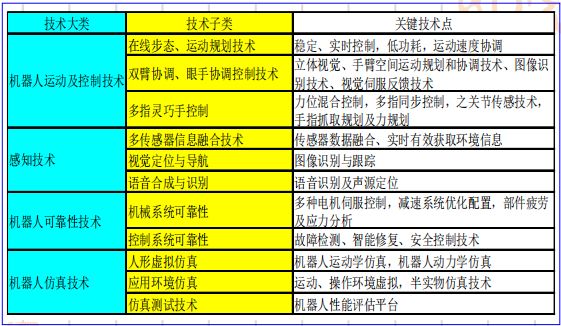 技术大类 技术子类 关键技术点
机器人运动及控制技术
在线步态、运动规划技术 稳定、实时控制，低功耗，运动速度协调
双臂协调、眼手协调控制技术
立体视觉、手臂空间运动规划和协调技术、图像识
别技术、视觉伺服反馈技术
多指灵巧手控制
力位混合控制，多指同步控制，之关节传感技术，
手指抓取规划及力规划
感知技术
多传感器信息融合技术 传感器数据融合、实时有效获取环境信息
视觉定位与导航 图像识别与跟踪
语音合成与识别 语音识别及声源定位
机器人可靠性技术
机械系统可靠性
多种电机伺服控制，减速系统优化配置，部件疲劳
及应力分析
控制系统可靠性 故障检测、智能修复、安全控制技术
机器人仿真技术
人形虚拟仿真 机器人运动学仿真，机器人动力学仿真
应用环境仿真 运动、操作环境虚拟，半实物仿真技术
仿真测试技术 机器人性能评估平台